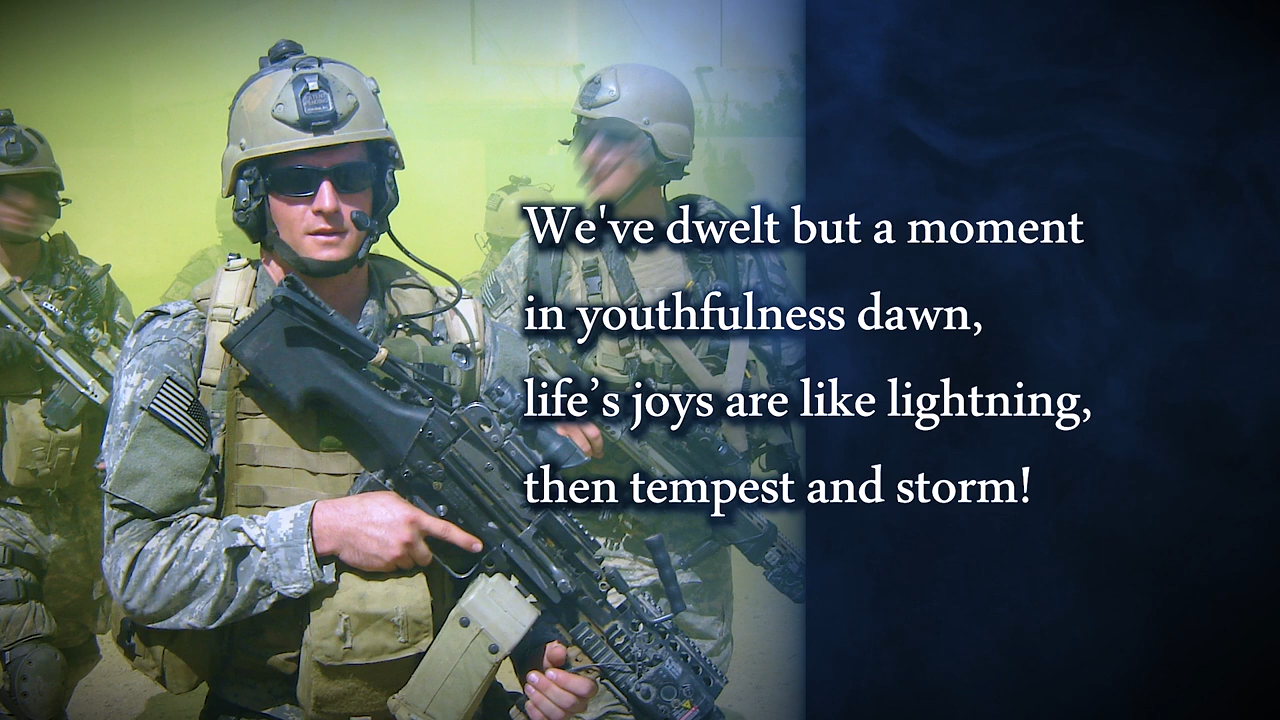 We've dwelt but a moment
in youthfulness dawn,
life’s joys are like lightning,
then tempest and storm!